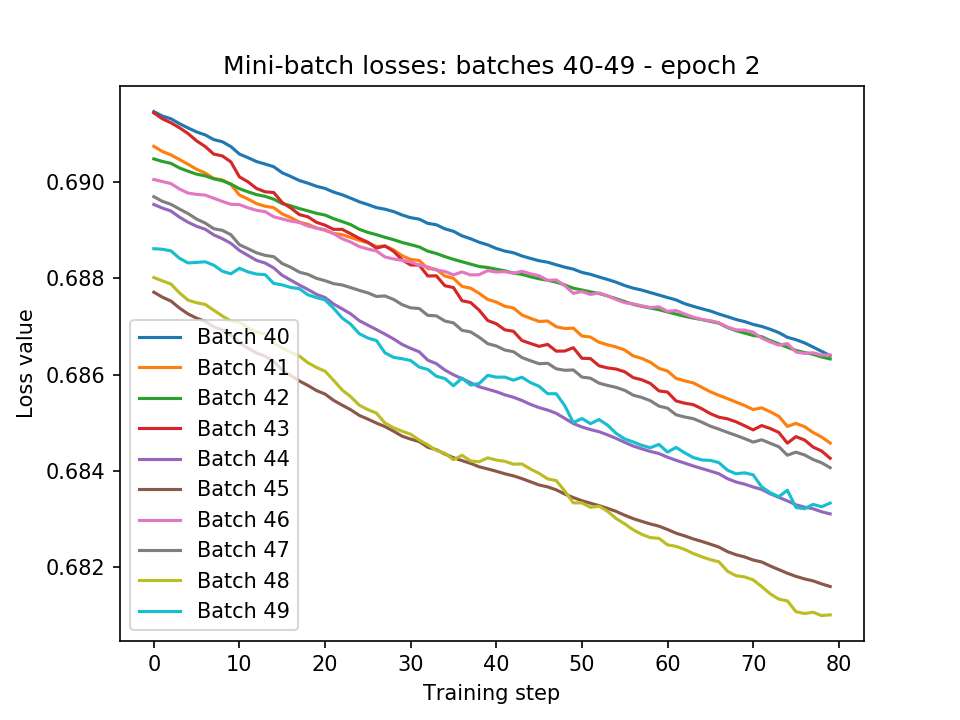 Mini-batch losses: batches 40-49 - epoch 2
Loss value
0.690
0.688
0.686
0.684
0.682
Batch 40
Batch 41
Batch 42
Batch 43
Batch 44
Batch 45
Batch 46
Batch 47
Batch 48
Batch 49
0 10 20 30 40 50 60 70 80
Training step